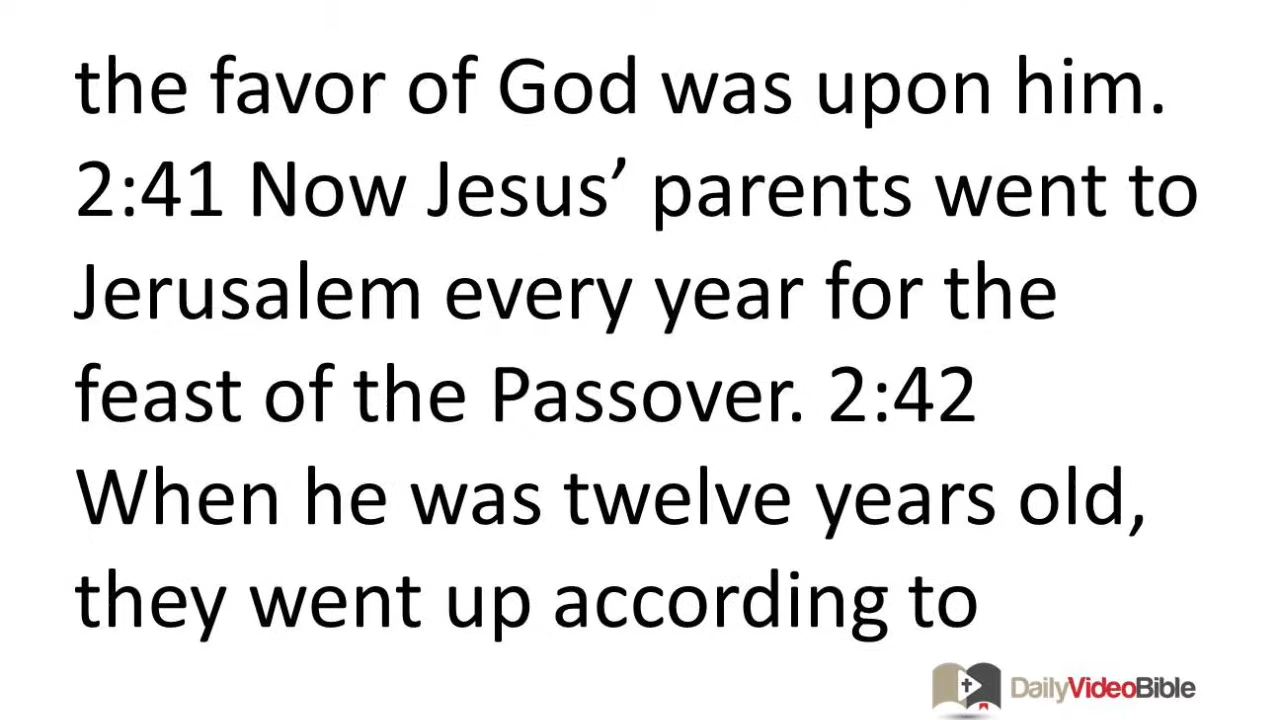 the favor of God was upon him.
2:41 Now Jesus’ parents went to
Jerusalem every year for the
feast of the Passover. 2:42
When he was twelve years old,
they went up according to
DailyVideoBible